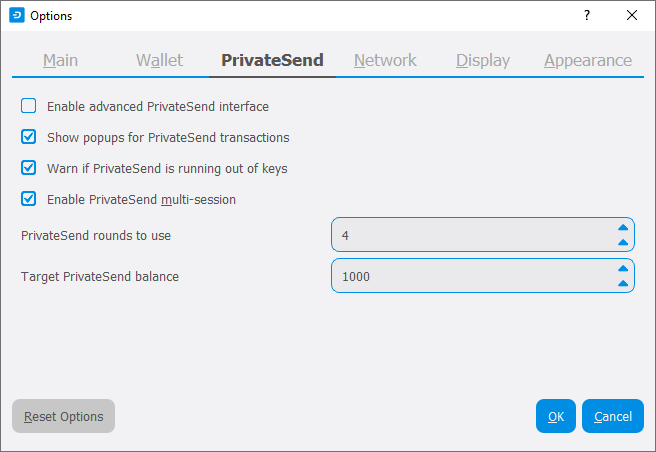 Options
?
Main Wallet PrivateSend Network Display Appearance
Enable advanced PrivateSend interface
Show popups for PrivateSend transactions
Warn if PrivateSend is running out of keys
Enable PrivateSend multi-session
PrivateSend rounds to use 4
Target PrivateSend balance 1000
Reset Options OK Cancel